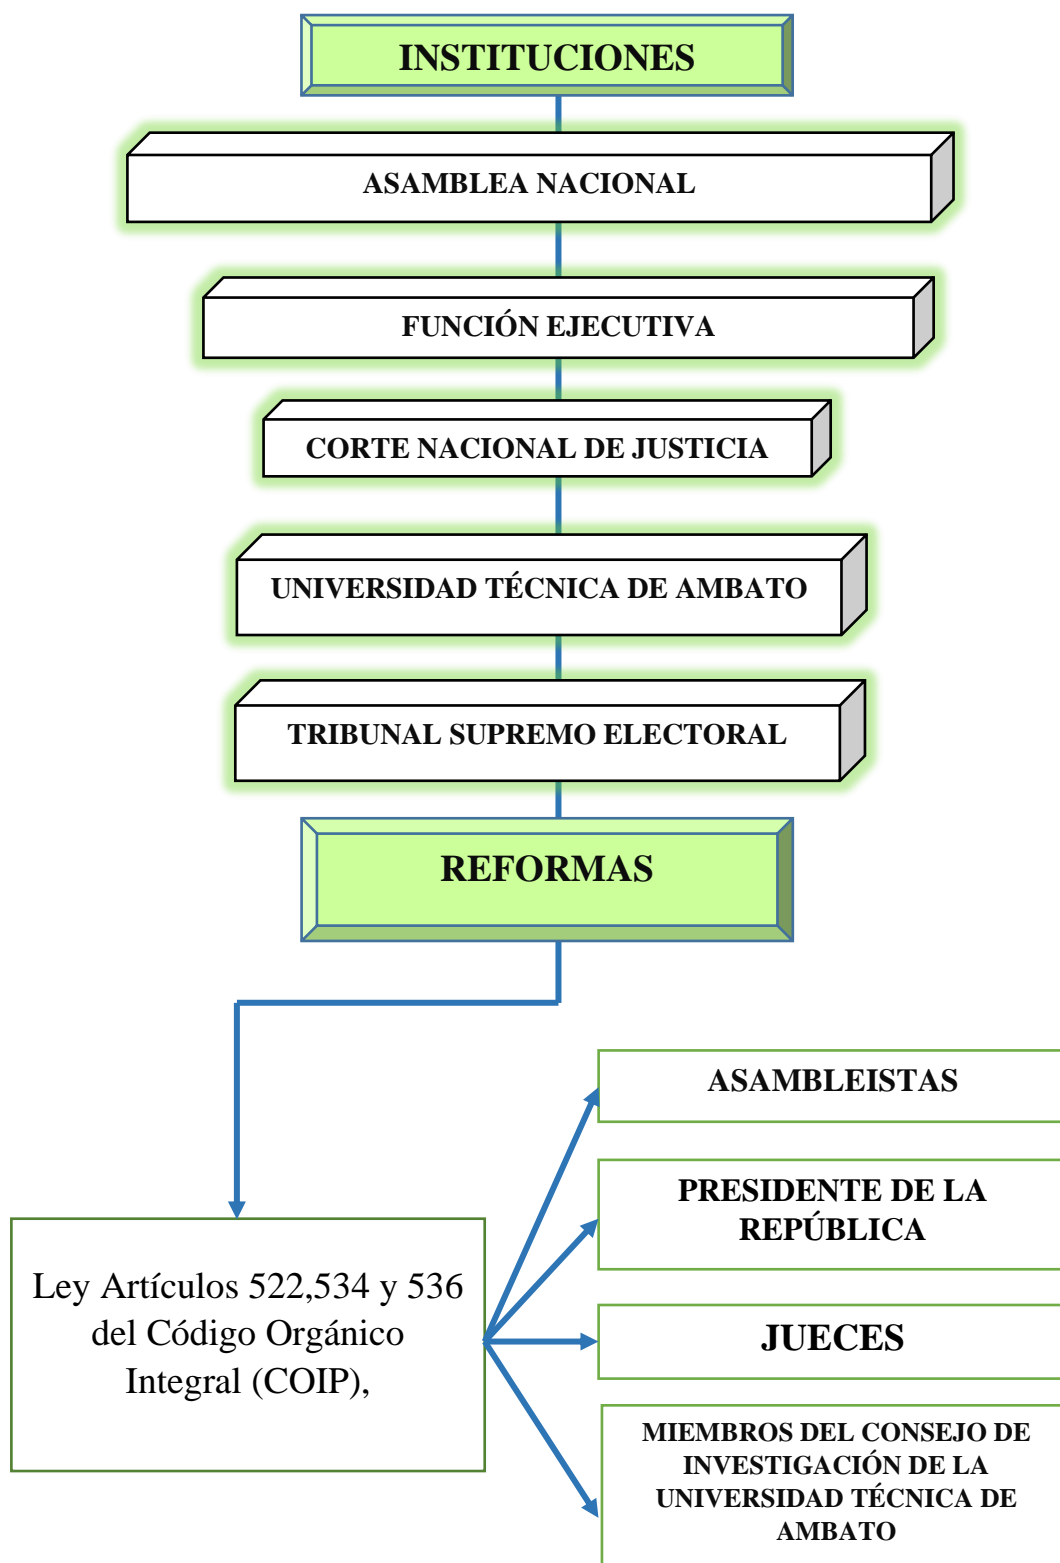 INSTITUCIONES
ASAMBLEA NACIONAL
FUNCIÓN EJECUTIVA
CORTE NACIONAL DE JUSTICIA
UNIVERSIDAD TÉCNICA DE AMBATO
TRIBUNAL SUPREMO ELECTORAL
REFORMAS
Ley Artículos 522,534 y 536
del Código Orgánico
Integral (COIP),
ASAMBLEISTAS
PRESIDENTE DE LA
REPÚBLICA
JUECES
MIEMBROS DEL CONSEJO DE
INVESTIGACIÓN DE LA
UNIVERSIDAD TÉCNICA DE
AMBATO